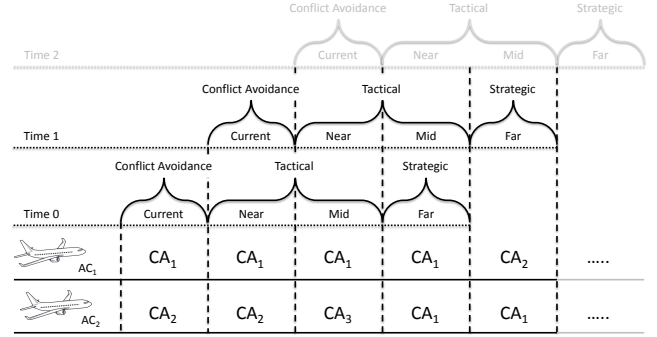 Conflict Avoidance Tactical Strategic
Time 2 Current Near Mid Far
Conflict Avoidance Tactical Strategic
Time 1 Current Near Mid Far
Conflict Avoidance Tactical Strategic
Time 0 Current Near Mid Far
AC₁ CA₁ CA₁ CA₁ CA₁ CA₂ .....
AC₂ CA₂ CA₂ CA₃ CA₁ CA₁ .....